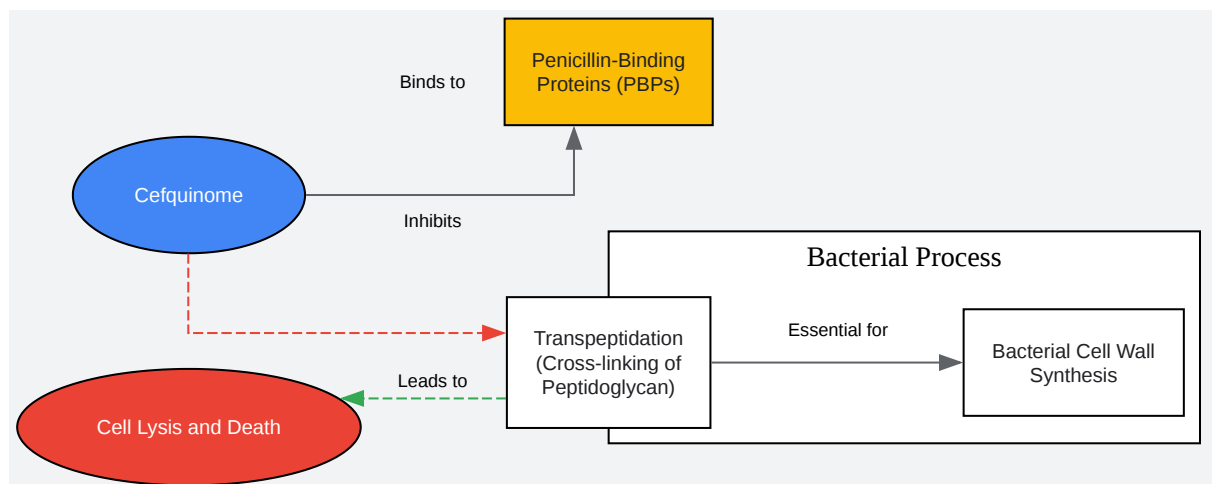 Penicillin-Binding
Proteins (PBPs)
Binds to
Cefquinome
Inhibits
Bacterial Process
Transpeptidation
(Cross-linking of
Peptidoglycan)
Essential for
Bacterial Cell Wall
Synthesis
Leads to
Cell Lysis and Death